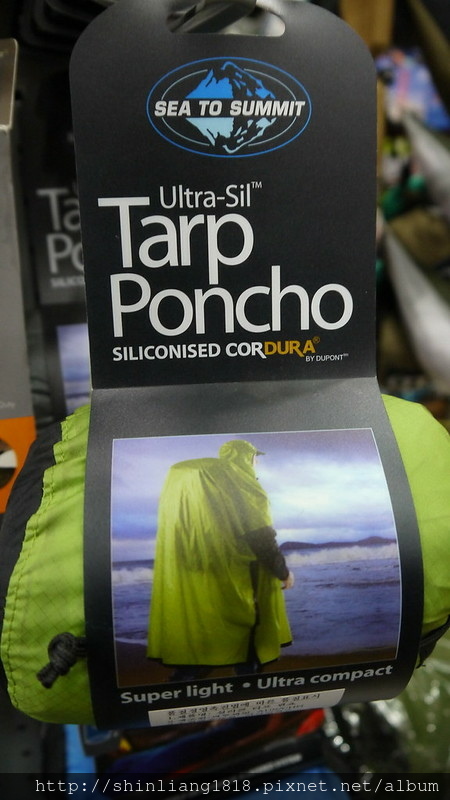 SEA TO SUMMIT
Ultra-Sil™
Tarp
Poncho
SILICONISED CORDURA®
BY DUPONT™
Super light • Ultra compact
http://shinliang1818.pixnet.net/album